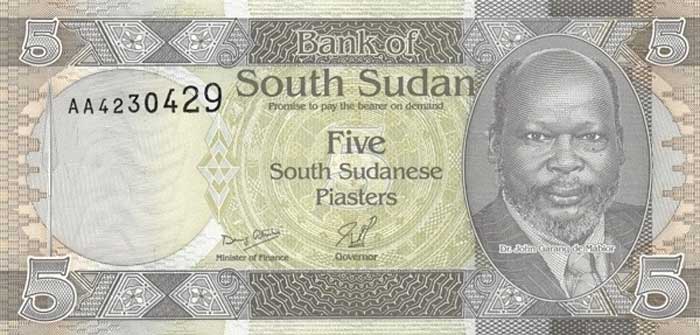 5
Bank of
5
South Sudan
AA4230429
Promise to pay the bearer on demand
Five
South Sudanese
Piasters
Dr. John Garang de Mabior
Minister of Finance
Governor
5
5